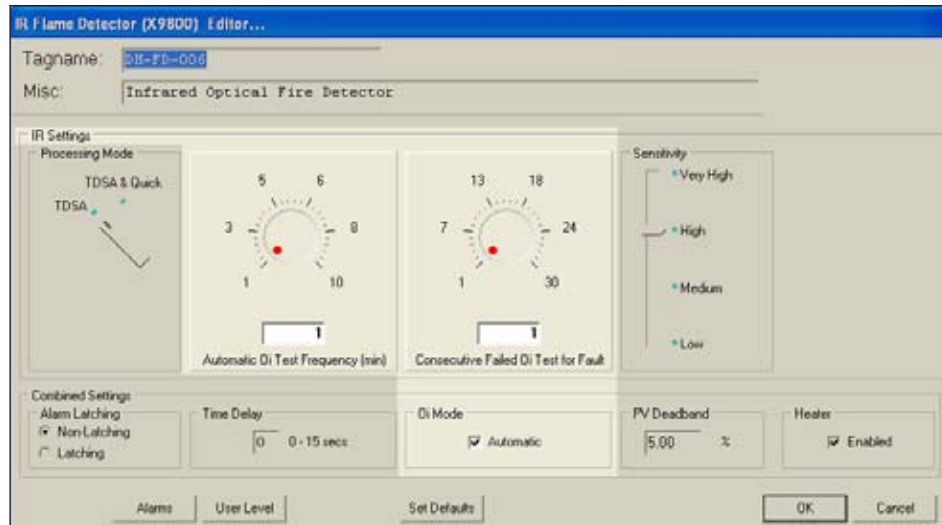 IR Flame Detector (X9800) Editor...
Tagname: DM-FD-006
Misc: Infrared Optical Fire Detector
IR Settings
Processing Mode
TDSA & Quick
TDSA
5 6
3 8
1 10
1
Automatic Oi Test Frequency (min)
13 18
7 24
1 30
1
Consecutive Failed Oi Test for Fault
Sensitivity
Very High
High
Medium
Low
Combined Settings
Alarm Latching
Non-Latching
Latching
Time Delay
0 0 - 15 secs
Oi Mode
Automatic
PV Deadband
5.00 %
Heater
Enabled
Alarms User Level Set Defaults OK Cancel